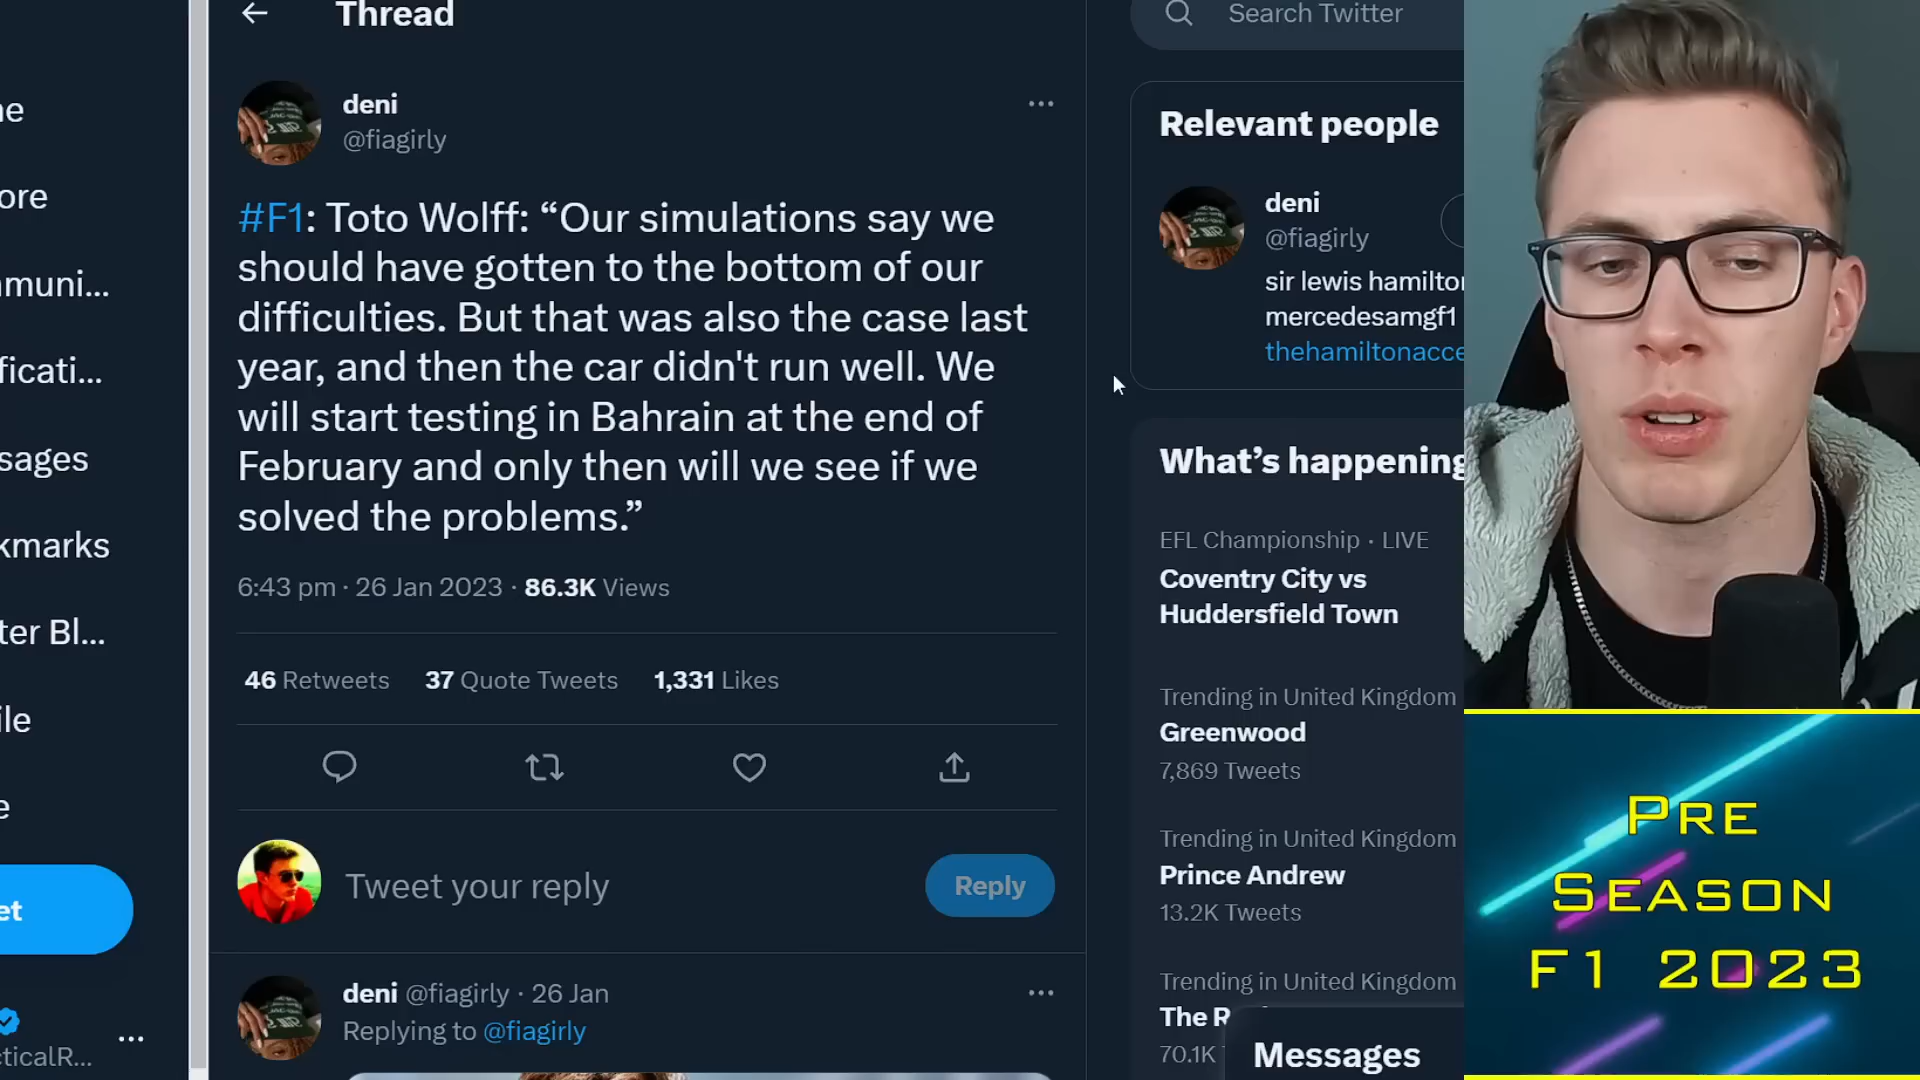 Thread
Search Twitter
ne
ore
mmuni...
ficati...
sages
kmarks
ter Bl...
ile
e
et
cticalR...
deni
@fiagirly
#F1: Toto Wolff: “Our simulations say we
should have gotten to the bottom of our
difficulties. But that was also the case last
year, and then the car didn't run well. We
will start testing in Bahrain at the end of
February and only then will we see if we
solved the problems.”
6:43 pm · 26 Jan 2023 · 86.3K Views
46 Retweets 37 Quote Tweets 1,331 Likes
Tweet your reply
Reply
deni @fiagirly · 26 Jan
Replying to @fiagirly
Relevant people
deni
@fiagirly
sir lewis hamilton
mercedesamgf1
thehamiltonacce
What’s happening
EFL Championship · LIVE
Coventry City vs
Huddersfield Town
Trending in United Kingdom
Greenwood
7,869 Tweets
Trending in United Kingdom
Prince Andrew
13.2K Tweets
Trending in United Kingdom
The R
70.1K
Messages
Pre
Season
F1 2023